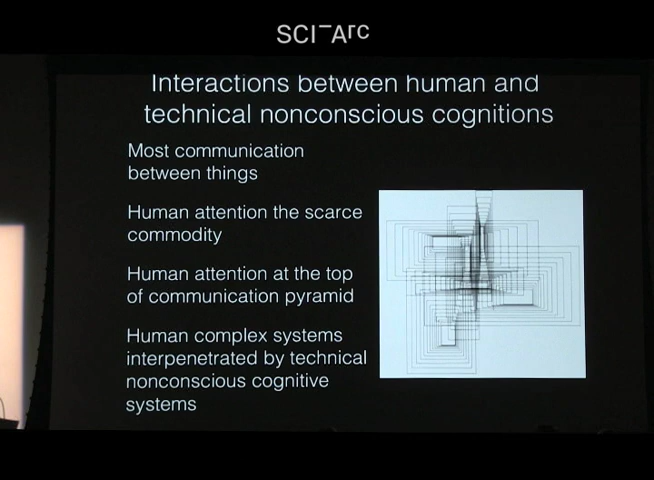 SCI-Arc
Interactions between human and
technical nonconscious cognitions
Most communication
between things
Human attention the scarce
commodity
Human attention at the top
of communication pyramid
Human complex systems
interpenetrated by technical
nonconscious cognitive
systems